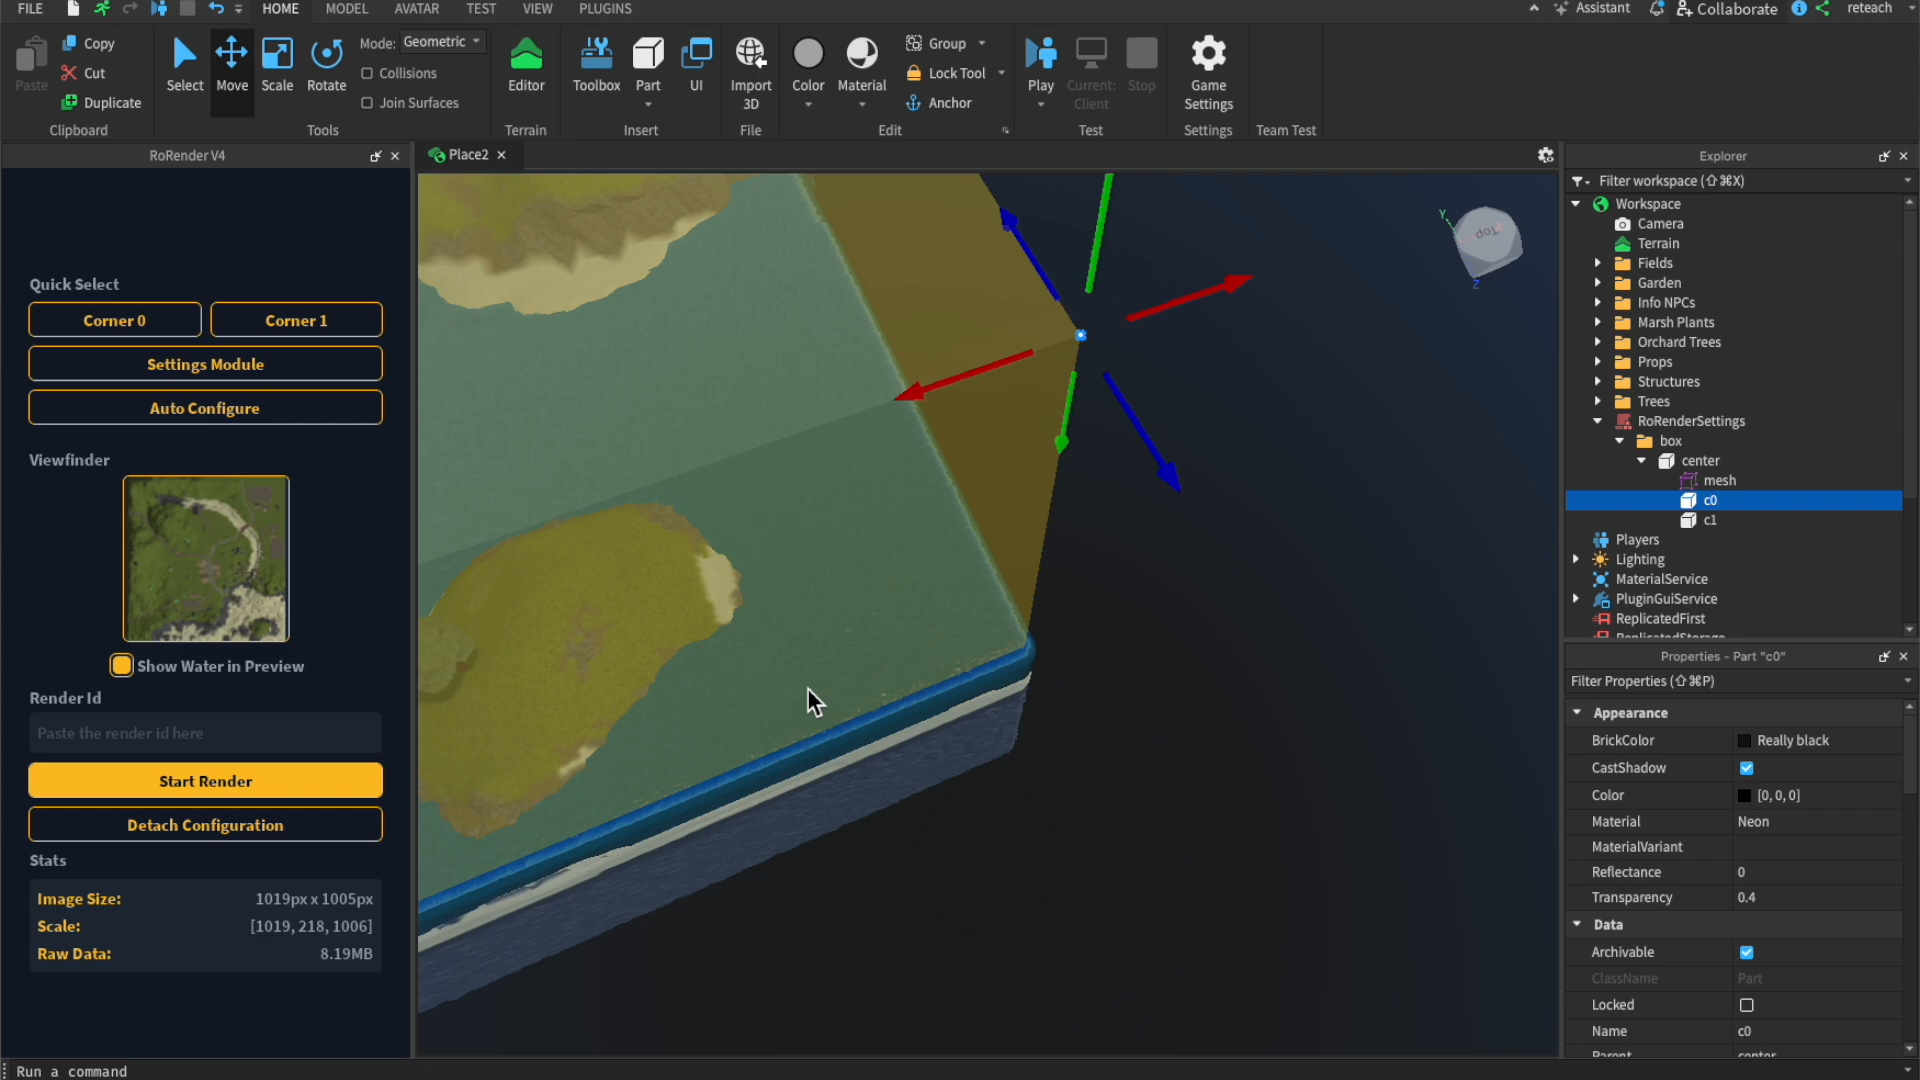 FILE HOME MODEL AVATAR TEST VIEW PLUGINS Assistant Collaborate reteach
Paste Copy Cut Duplicate Clipboard
Select Move Scale Rotate Mode: Geometric Collisions Join Surfaces Tools
Editor Terrain
Toolbox Part UI Insert
Import 3D File
Color Material Group Lock Tool Anchor Edit
Play Current: Client Stop Test
Game Settings Settings
Team Test
RoRender V4
Quick Select
Corner 0 Corner 1
Settings Module
Auto Configure
Viewfinder
Show Water in Preview
Render Id
Paste the render id here
Start Render
Detach Configuration
Stats
Image Size: 1019px x 1005px
Scale: [1019, 218, 1006]
Raw Data: 8.19MB
Place2
Y
Top
Z
Explorer
Filter workspace (⇧⌘X)
Workspace
Camera
Terrain
Fields
Garden
Info NPCs
Marsh Plants
Orchard Trees
Props
Structures
Trees
RoRenderSettings
box
center
mesh
c0
c1
Players
Lighting
MaterialService
PluginGuiService
ReplicatedFirst
ReplicatedStorage
Properties - Part "c0"
Filter Properties (⇧⌘P)
Appearance
BrickColor Really black
CastShadow
Color [0, 0, 0]
Material Neon
MaterialVariant
Reflectance 0
Transparency 0.4
Data
Archivable
ClassName Part
Locked
Name c0
Parent center
Run a command